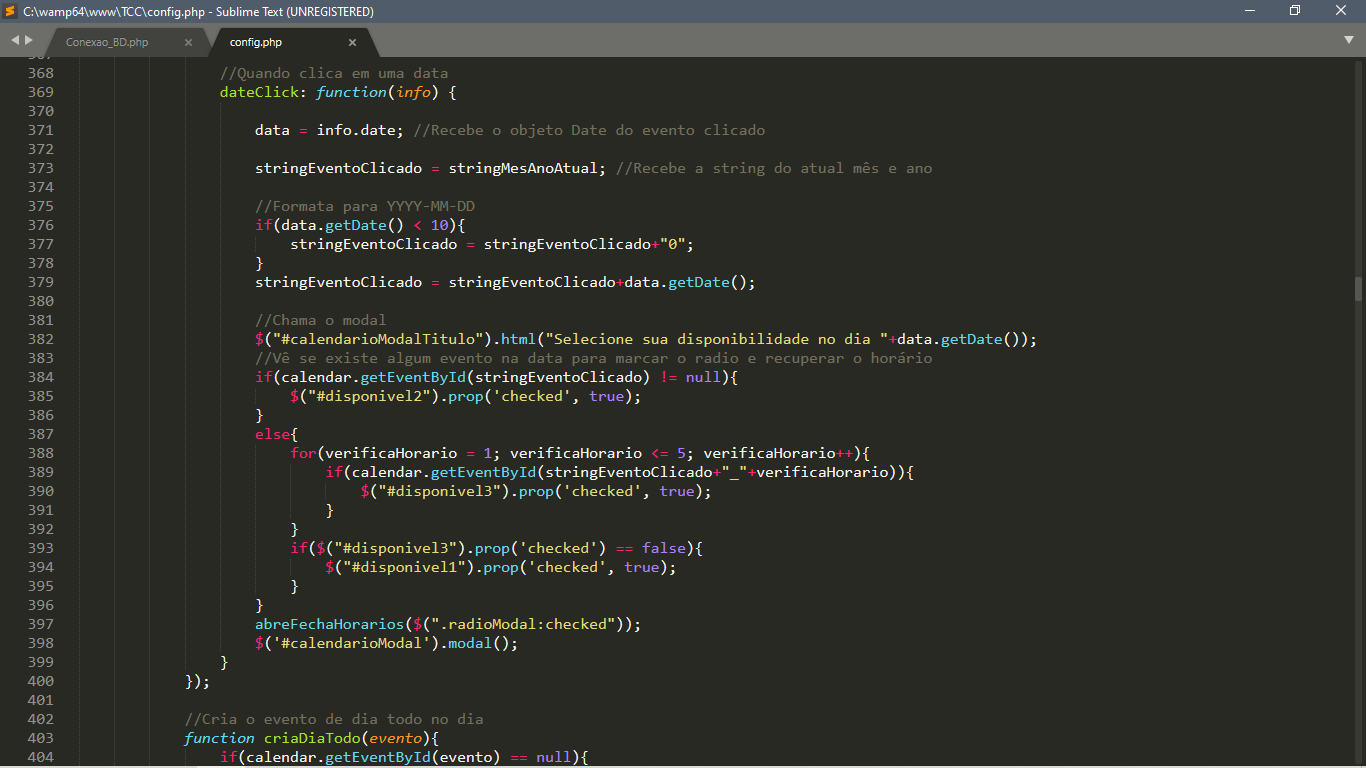 C:\wamp64\www\TCC\config.php - Sublime Text (UNREGISTERED)
Conexao_BD.php config.php
367
368 //Quando clica em uma data
369 dateClick: function(info) {
370
371 data = info.date; //Recebe o objeto Date do evento clicado
372
373 stringEventoClicado = stringMesAnoAtual; //Recebe a string do atual mês e ano
374
375 //Formata para YYYY-MM-DD
376 if(data.getDate() < 10){
377 stringEventoClicado = stringEventoClicado+"0";
378 }
379 stringEventoClicado = stringEventoClicado+data.getDate();
380
381 //Chama o modal
382 $("#calendarioModalTitulo").html("Selecione sua disponibilidade no dia "+data.getDate());
383 //Vê se existe algum evento na data para marcar o radio e recuperar o horário
384 if(calendar.getEventById(stringEventoClicado) != null){
385 $("#disponivel2").prop('checked', true);
386 }
387 else{
388 for(verificaHorario = 1; verificaHorario <= 5; verificaHorario++){
389 if(calendar.getEventById(stringEventoClicado+"_"+verificaHorario)){
390 $("#disponivel3").prop('checked', true);
391 }
392 }
393 if($("#disponivel3").prop('checked') == false){
394 $("#disponivel1").prop('checked', true);
395 }
396 }
397 abreFechaHorarios($(".radioModal:checked"));
398 $('#calendarioModal').modal();
399 }
400 });
401
402 //Cria o evento de dia todo no dia
403 function criaDiaTodo(evento){
404 if(calendar.getEventById(evento) == null){